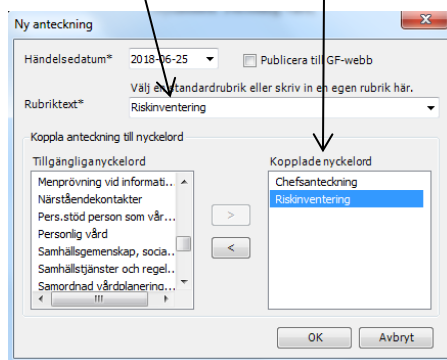 Ny anteckning
Händelsedatum* 2018-06-25 Publicera till GF-webb
Välj en standardrubrik eller skriv in en egen rubrik här.
Rubriktext* Riskinventering
Koppla anteckning till nyckelord
Tillgängliga nyckelord
Menprövning vid informati...
Närståendekontakter
Pers.stöd person som vår...
Personlig vård
Samhällsgemenskap, socia...
Samhällstjänster och regel...
Samordnad vårdplanering...
>
<
Kopplade nyckelord
Chefsanteckning
Riskinventering
OK Avbryt